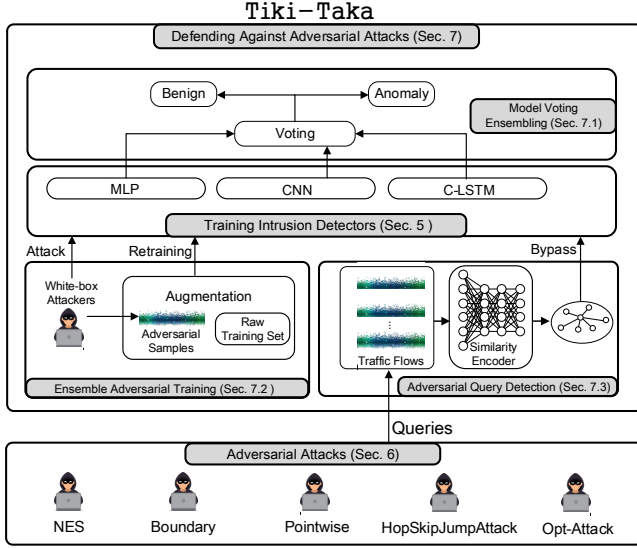 Tiki-Taka
Defending Against Adversarial Attacks (Sec. 7)
Benign
Anomaly
Model Voting
Ensembling (Sec. 7.1)
Voting
MLP
CNN
C-LSTM
Training Intrusion Detectors (Sec. 5 )
Attack
Retraining
Bypass
White-box
Attackers
Augmentation
Adversarial
Samples
Raw
Training Set
Ensemble Adversarial Training (Sec. 7.2 )
...
Traffic Flows
Similarity
Encoder
Adversarial Query Detection (Sec. 7.3)
Queries
Adversarial Attacks (Sec. 6)
NES
Boundary
Pointwise
HopSkipJumpAttack
Opt-Attack